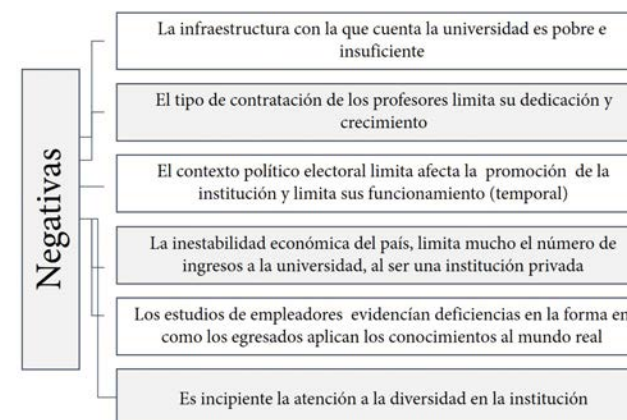 Negativas
La infraestructura con la que cuenta la universidad es pobre e
insuficiente
El tipo de contratación de los profesores limita su dedicación y
crecimiento
El contexto político electoral limita afecta la promoción de la
institución y limita sus funcionamiento (temporal)
La inestabilidad económica del país, limita mucho el número de
ingresos a la universidad, al ser una institución privada
Los estudios de empleadores evidencían deficiencias en la forma en
como los egresados aplican los conocimientos al mundo real
Es incipiente la atención a la diversidad en la institución